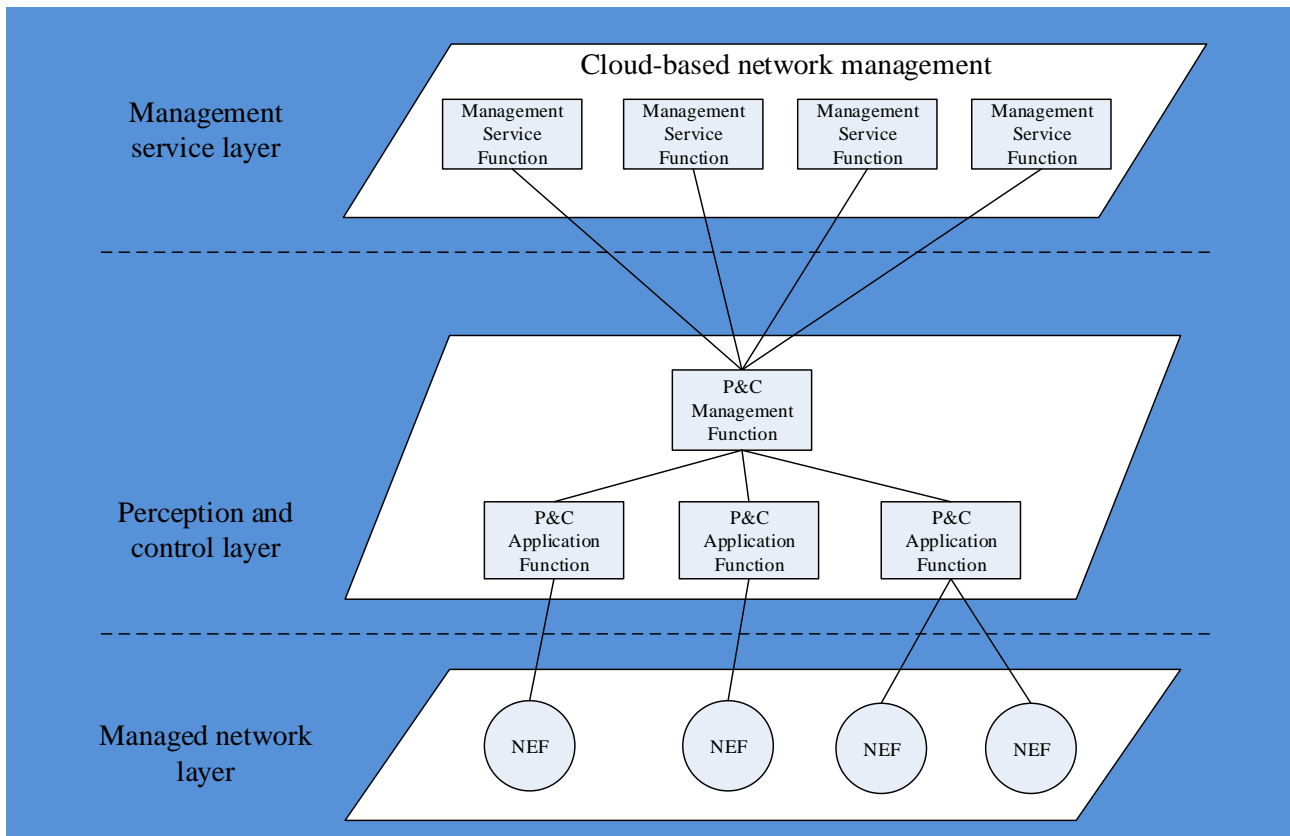 Cloud-based network management
Management
service layer
Management
Service
Function
Management
Service
Function
Management
Service
Function
Management
Service
Function
P&C
Management
Function
Perception and
control layer
P&C
Application
Function
P&C
Application
Function
P&C
Application
Function
Managed network
layer
NEF
NEF
NEF
NEF